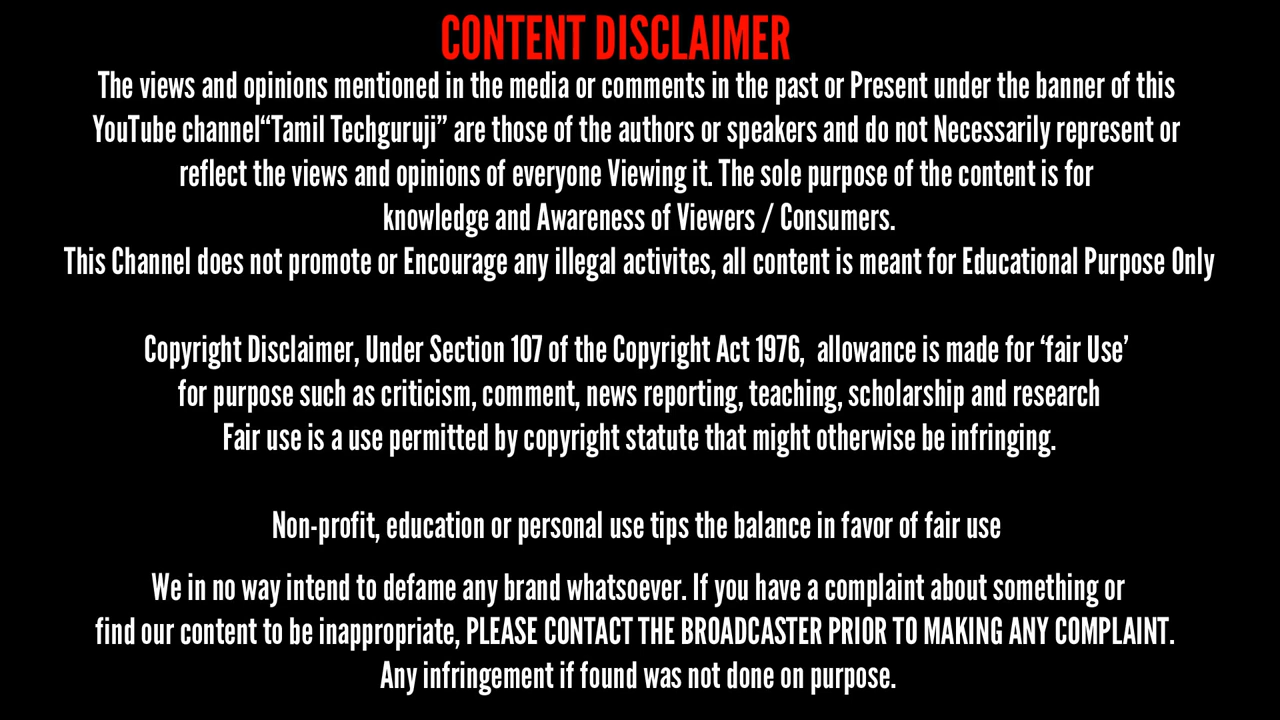 CONTENT DISCLAIMER
The views and opinions mentioned in the media or comments in the past or Present under the banner of this
YouTube channel“Tamil Techguruji” are those of the authors or speakers and do not Necessarily represent or
reflect the views and opinions of everyone Viewing it. The sole purpose of the content is for
knowledge and Awareness of Viewers / Consumers.
This Channel does not promote or Encourage any illegal activites, all content is meant for Educational Purpose Only
Copyright Disclaimer, Under Section 107 of the Copyright Act 1976, allowance is made for ‘fair Use’
for purpose such as criticism, comment, news reporting, teaching, scholarship and research
Fair use is a use permitted by copyright statute that might otherwise be infringing.
Non-profit, education or personal use tips the balance in favor of fair use
We in no way intend to defame any brand whatsoever. If you have a complaint about something or
find our content to be inappropriate, PLEASE CONTACT THE BROADCASTER PRIOR TO MAKING ANY COMPLAINT.
Any infringement if found was not done on purpose.